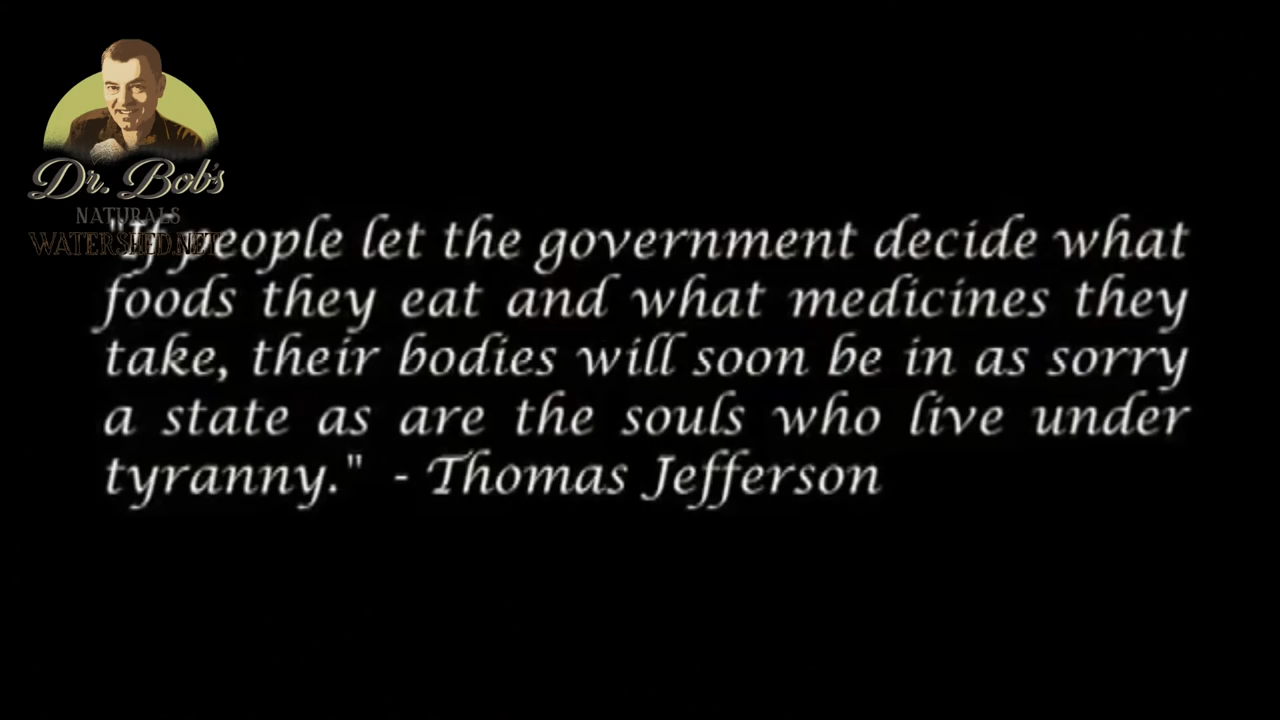 Dr. Bob's
NATURALS
WATERSHED.NET
"If people let the government decide what
foods they eat and what medicines they
take, their bodies will soon be in as sorry
a state as are the souls who live under
tyranny." - Thomas Jefferson